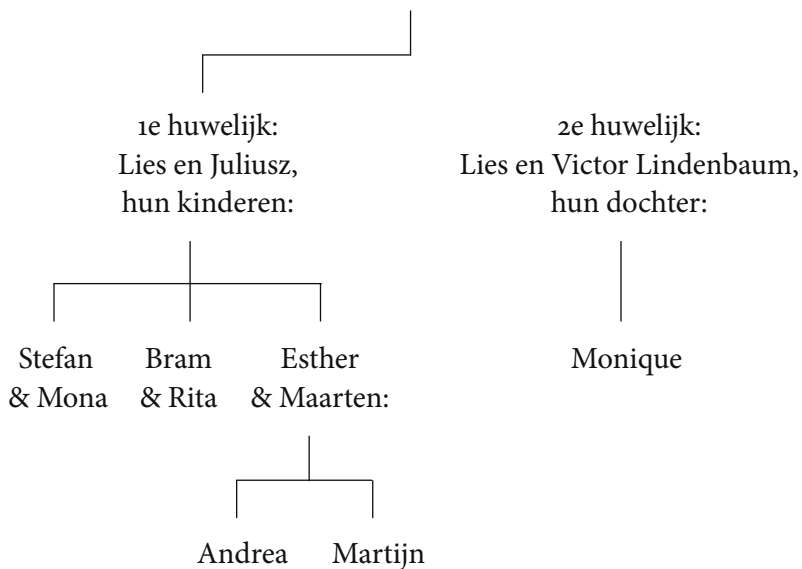 1e huwelijk:
Lies en Juliusz,
hun kinderen:
2e huwelijk:
Lies en Victor Lindenbaum,
hun dochter:
Stefan
& Mona
Bram
& Rita
Esther
& Maarten:
Monique
Andrea
Martijn